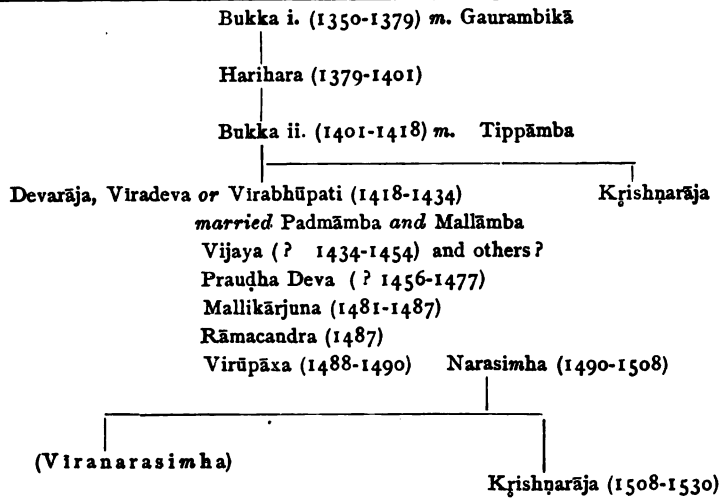 Bukka i. (1350-1379) m. Gaurambikā
Harihara (1379-1401)
Bukka ii. (1401-1418) m. Tippāmba
Devarāja, Vīradeva or Vīrabhūpati (1418-1434) Kṛishṇarāja
married Padmāmba and Mallāmba
Vijaya (? 1434-1454) and others?
Prauḍha Deva (? 1456-1477)
Mallikārjuna (1481-1487)
Rāmacandra (1487)
Virūpāxa (1488-1490) Narasimha (1490-1508)
(Vīranarasimha)
Kṛishṇarāja (1508-1530)